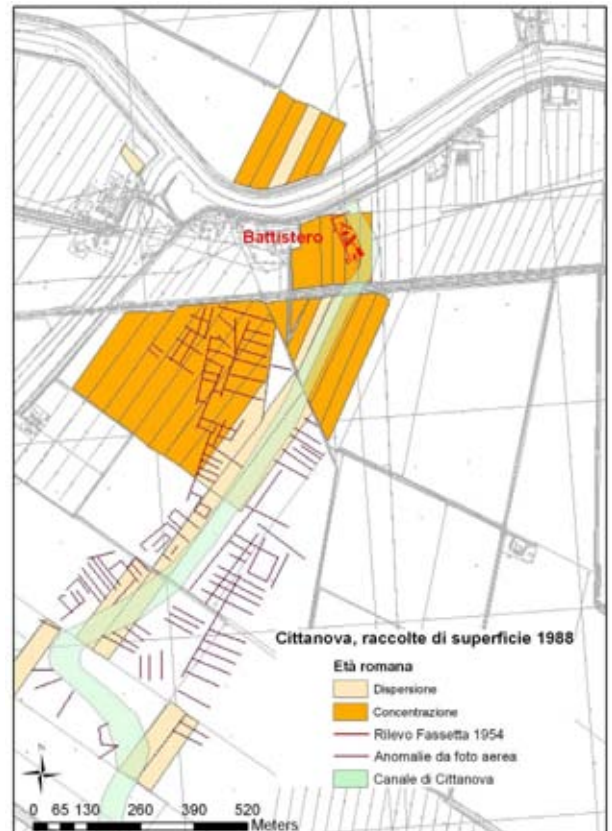 Battistero
Cittanova, raccolte di superficie 1988
Età romana
Dispersione
Concentrazione
Rilevo Fassetta 1954
Anomalie da foto aerea
Canale di Cittanova
N
0 65 130 260 390 520
Meters